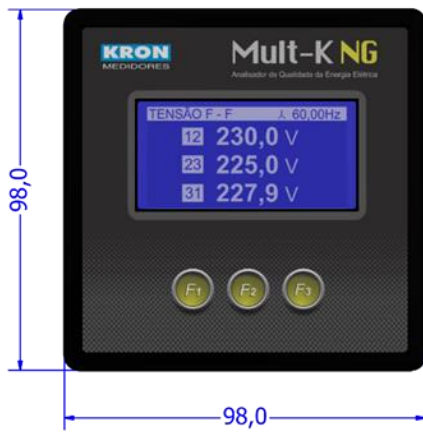 KRON
MEDIDORES
Mult-K NG
Analisador de Qualidade da Energia Elétrica
TENSÃO F - F ⅄ 60,00Hz
12 230,0 V
23 225,0 V
31 227,9 V
F1 F2 F3
98,0
98,0